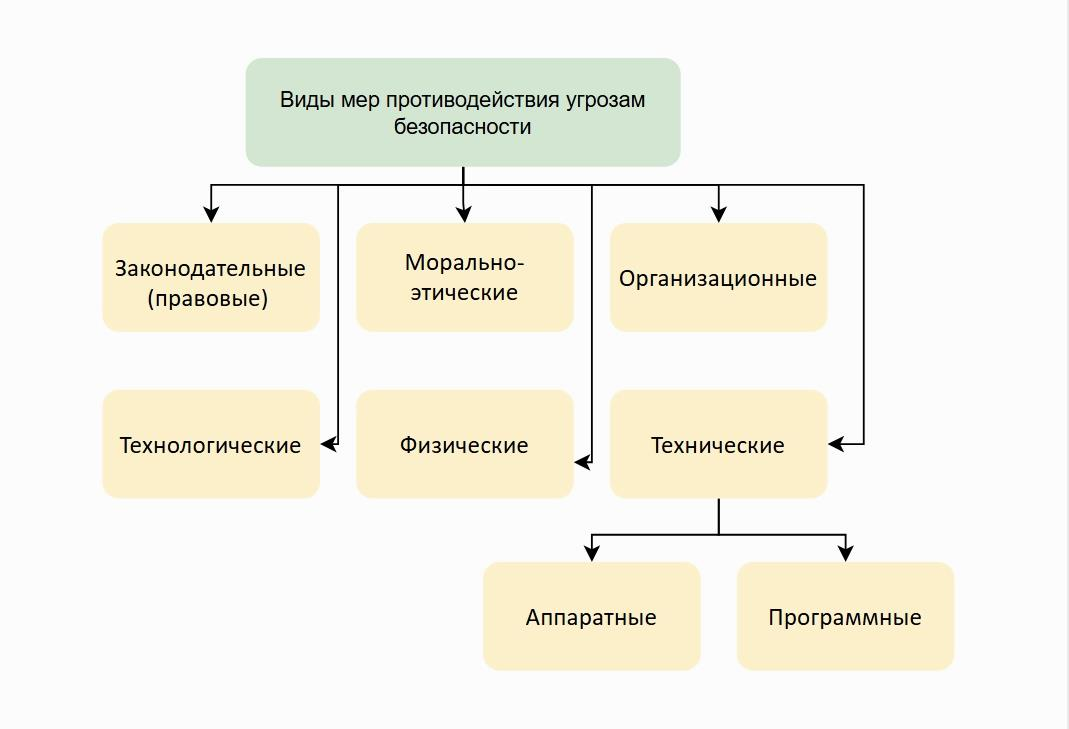 Виды мер противодействия угрозам
безопасности
Законодательные
(правовые)
Морально-
этические
Организационные
Технологические
Физические
Технические
Аппаратные
Программные